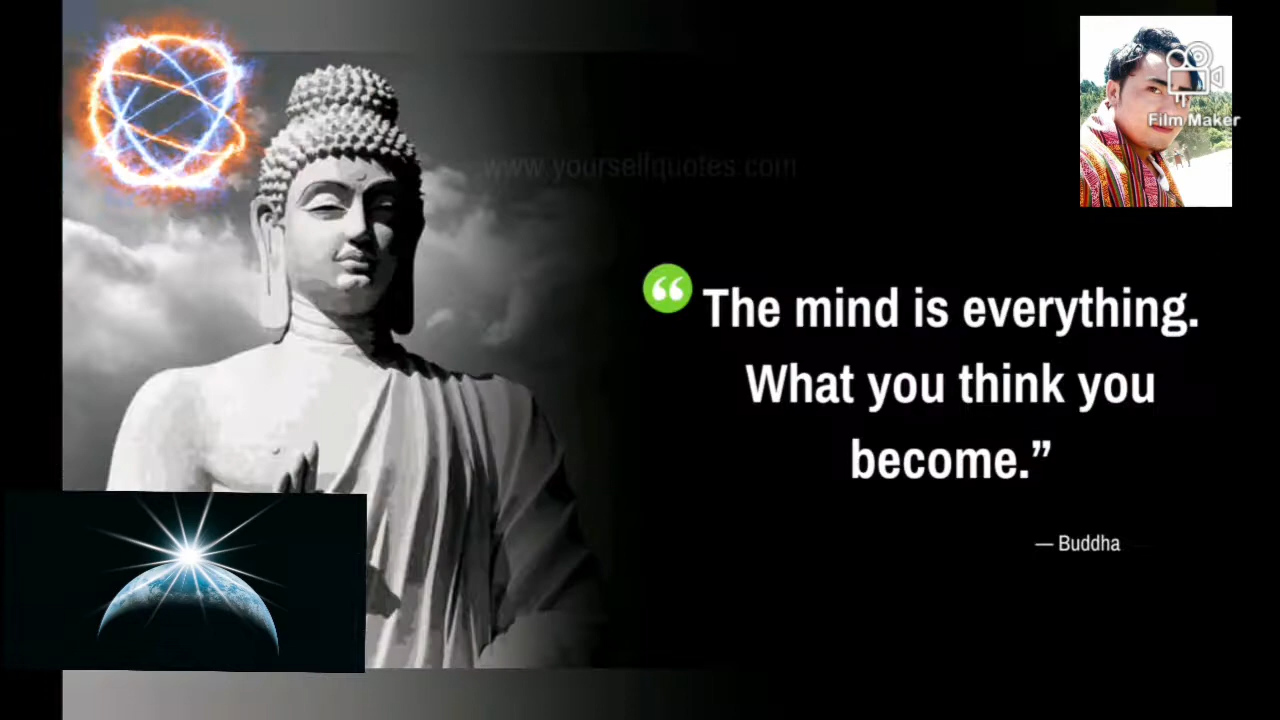 Film Maker
www.yourselfquotes.com
“ The mind is everything.
What you think you
become.”
— Buddha